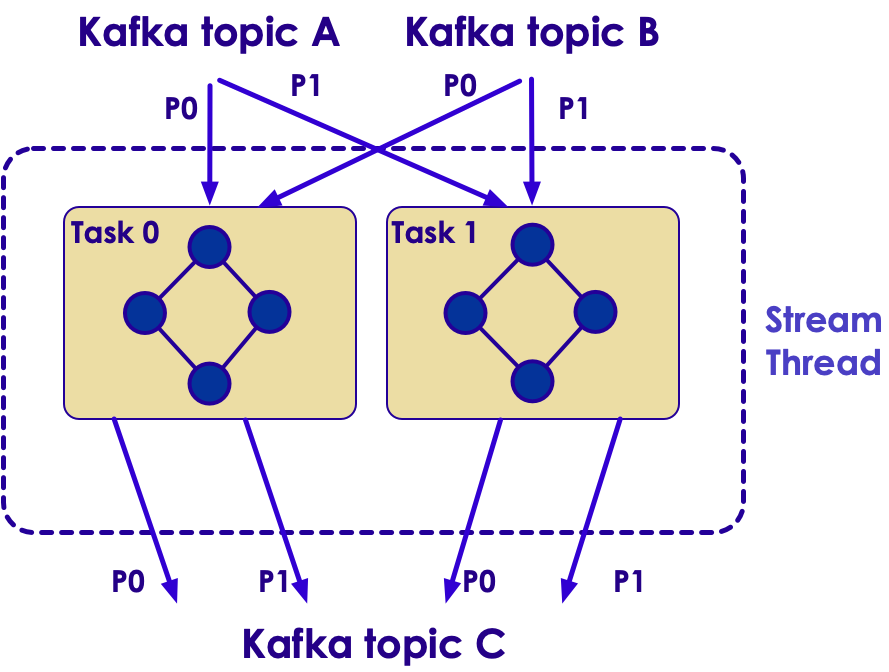 Kafka topic A
Kafka topic B
P0
P1
P0
P1
Task 0
Task 1
Stream
Thread
P0
P1
P0
P1
Kafka topic C